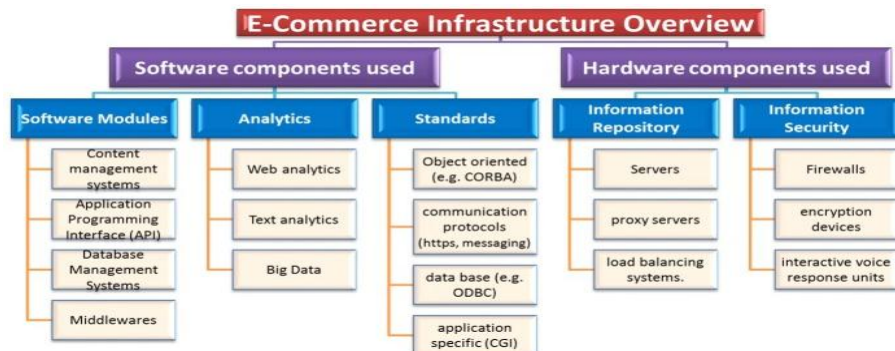 E-Commerce Infrastructure Overview
Software components used
Hardware components used
Software Modules
Analytics
Standards
Information
Repository
Information
Security
Content
management
systems
Application
Programming
Interface (API)
Database
Management
Systems
Middlewares
Web analytics
Text analytics
Big Data
Object oriented
(e.g. CORBA)
communication
protocols
(https, messaging)
data base (e.g.
ODBC)
application
specific (CGI)
Servers
proxy servers
load balancing
systems.
Firewalls
encryption
devices
interactive voice
response units